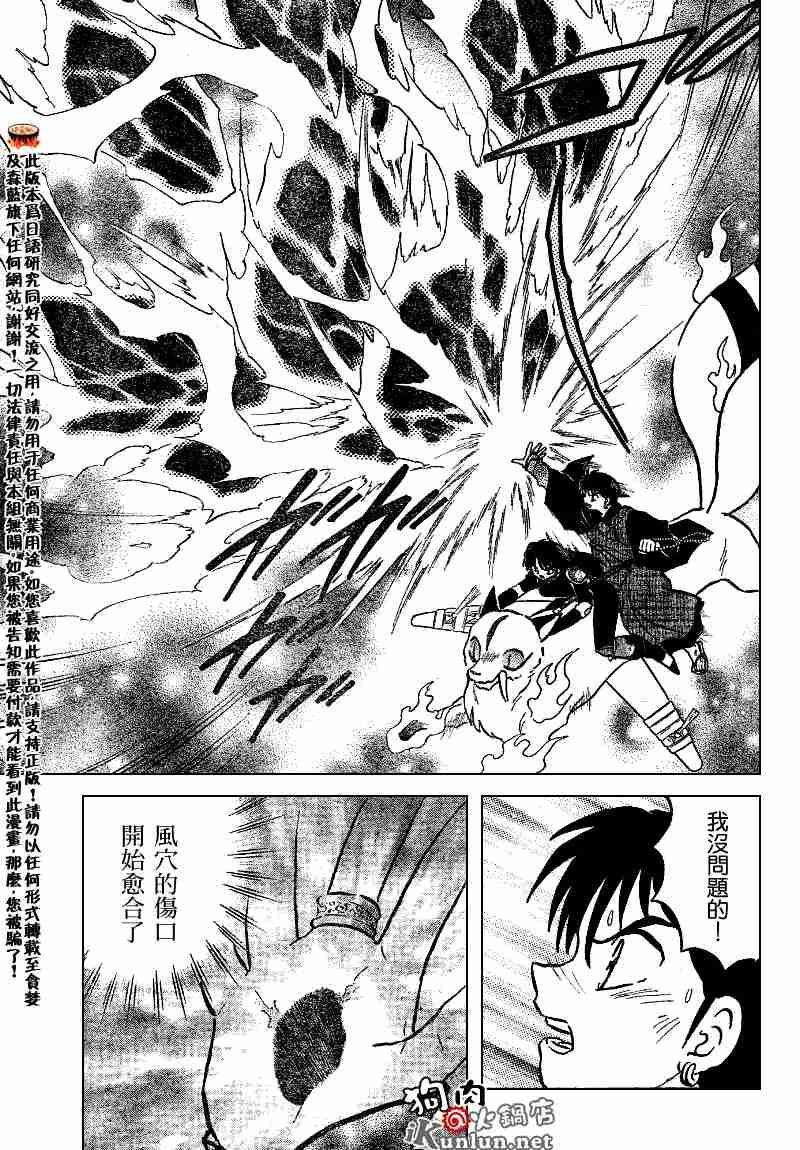 ガガガ
我沒問題的！
風穴的傷口
開始愈合了
此版本爲日語研究同好交流之用，請勿用于任何商業用途。如您喜歡此作品，請支持正版！請勿以任何形式轉載至貪婪
及森藍旗下任何網站，謝謝！一切法律責任與本組無關。如果您被告知需要付款才能看到此漫畫，那麽，您被騙了！
狗肉
火鍋店
iKunlun.net